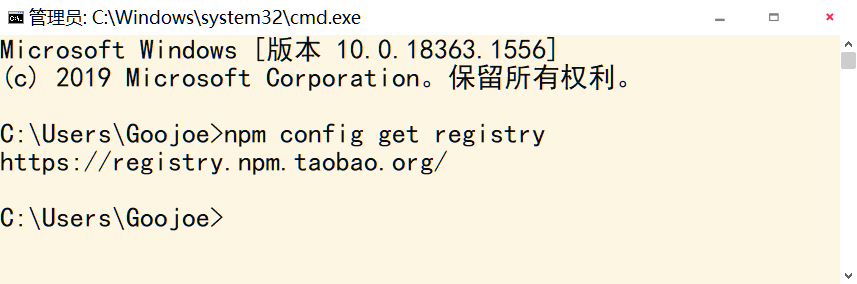 管理员: C:\Windows\system32\cmd.exe
Microsoft Windows [版本 10.0.18363.1556]
(c) 2019 Microsoft Corporation。保留所有权利。
C:\Users\Goojoe>npm config get registry
https://registry.npm.taobao.org/
C:\Users\Goojoe>